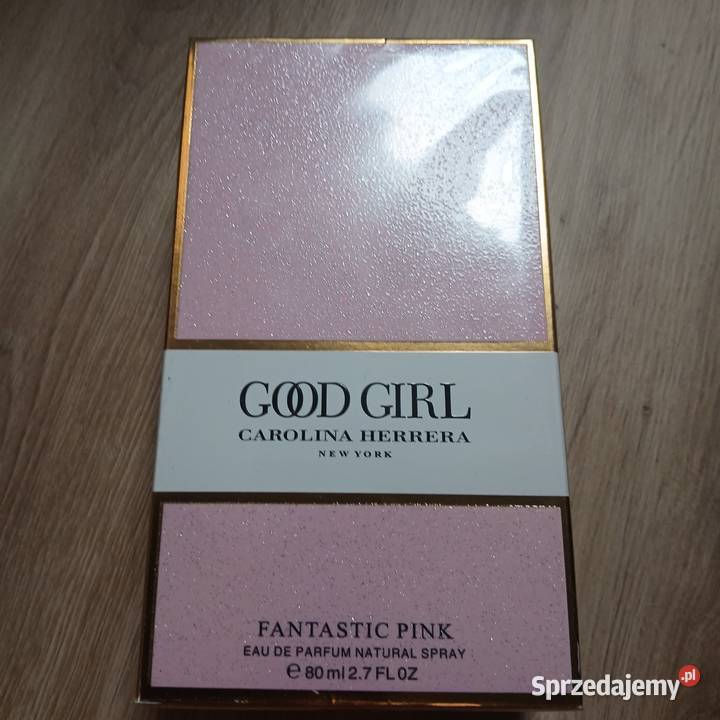 GOOD GIRL
CAROLINA HERRERA
NEW YORK
FANTASTIC PINK
EAU DE PARFUM NATURAL SPRAY
℮ 80 ml 2.7 FL OZ
Sprzedajemy.pl